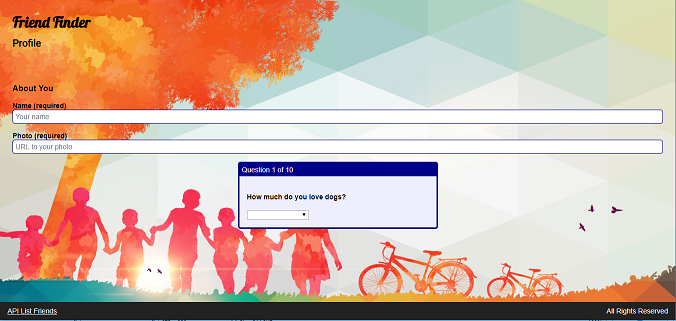 Friend Finder
Profile
About You
Name (required)
Your name
Photo (required)
URL to your photo
Question 1 of 10
How much do you love dogs?
API List Friends
All Rights Reserved